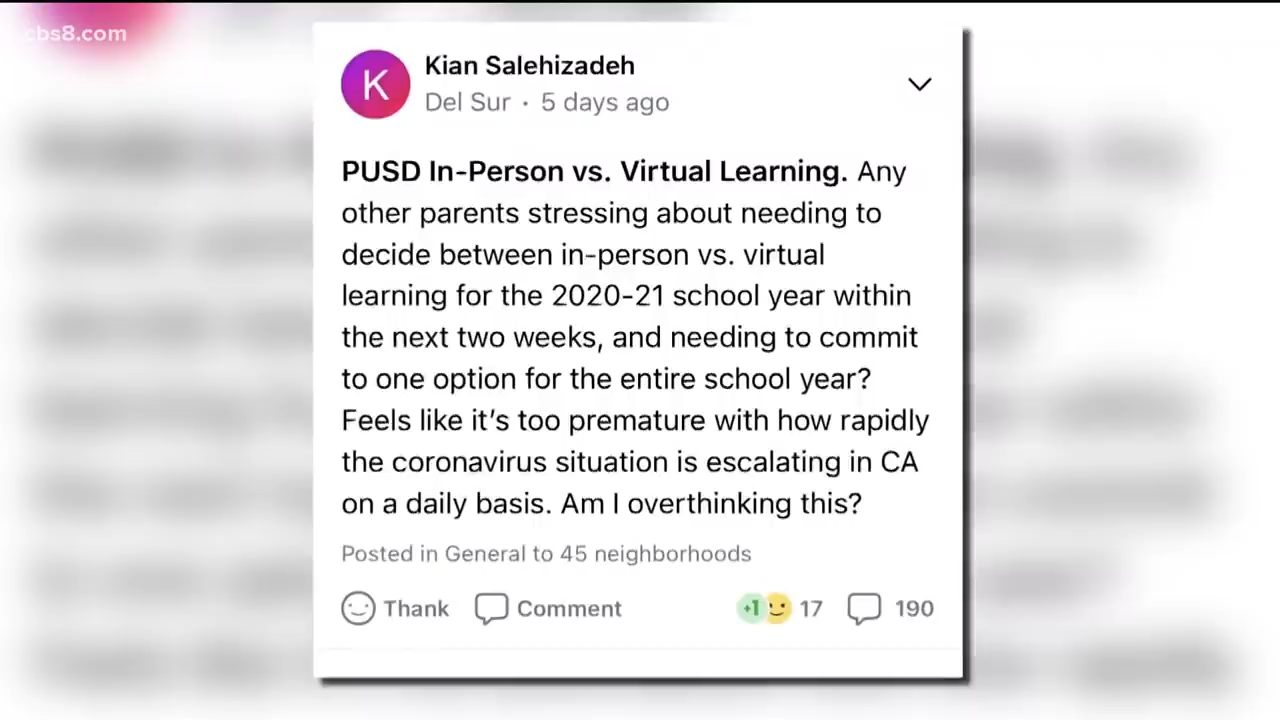 cbs8.com
K
Kian Salehizadeh
Del Sur · 5 days ago
PUSD In-Person vs. Virtual Learning. Any
other parents stressing about needing to
decide between in-person vs. virtual
learning for the 2020-21 school year within
the next two weeks, and needing to commit
to one option for the entire school year?
Feels like it’s too premature with how rapidly
the coronavirus situation is escalating in CA
on a daily basis. Am I overthinking this?
Posted in General to 45 neighborhoods
Thank Comment +1 17 190